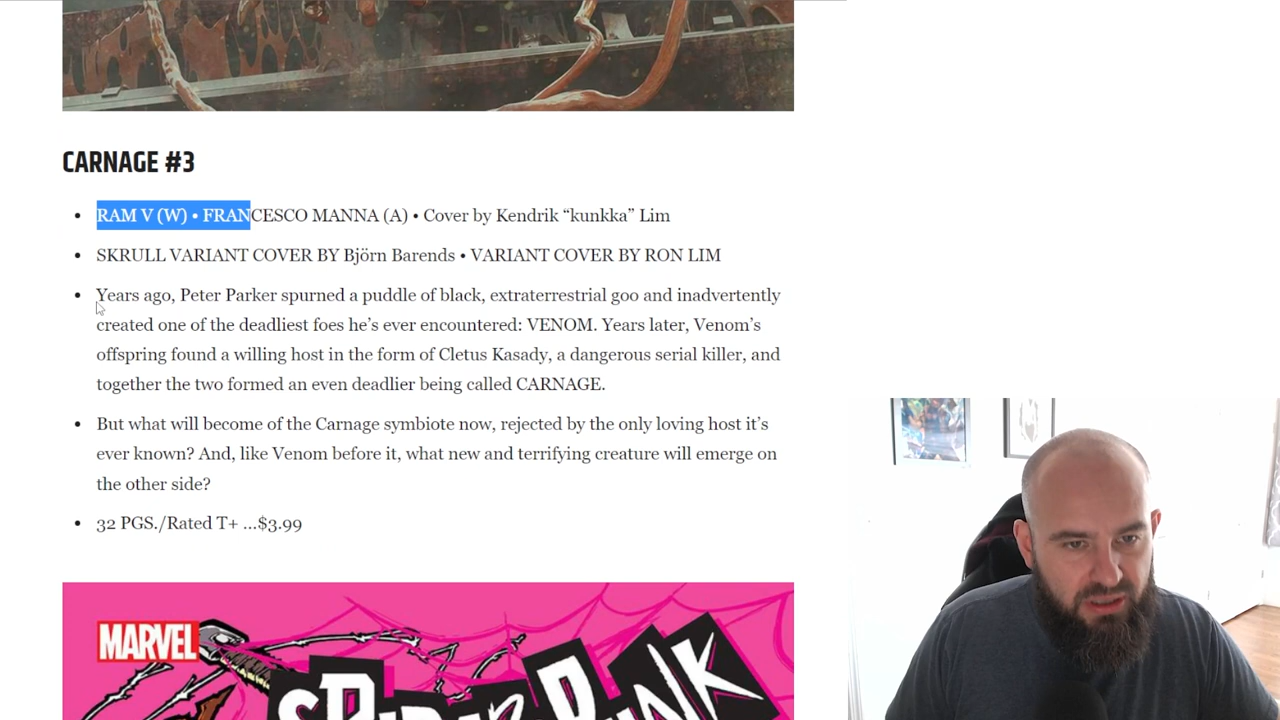 CARNAGE #3
• RAM V (W) • FRANCESCO MANNA (A) • Cover by Kendrik “kunkka” Lim
• SKRULL VARIANT COVER BY Björn Barends • VARIANT COVER BY RON LIM
• Years ago, Peter Parker spurned a puddle of black, extraterrestrial goo and inadvertently
created one of the deadliest foes he’s ever encountered: VENOM. Years later, Venom’s
offspring found a willing host in the form of Cletus Kasady, a dangerous serial killer, and
together the two formed an even deadlier being called CARNAGE.
• But what will become of the Carnage symbiote now, rejected by the only loving host it’s
ever known? And, like Venom before it, what new and terrifying creature will emerge on
the other side?
• 32 PGS./Rated T+ ...$3.99
MARVEL
SPIDER-PUNK